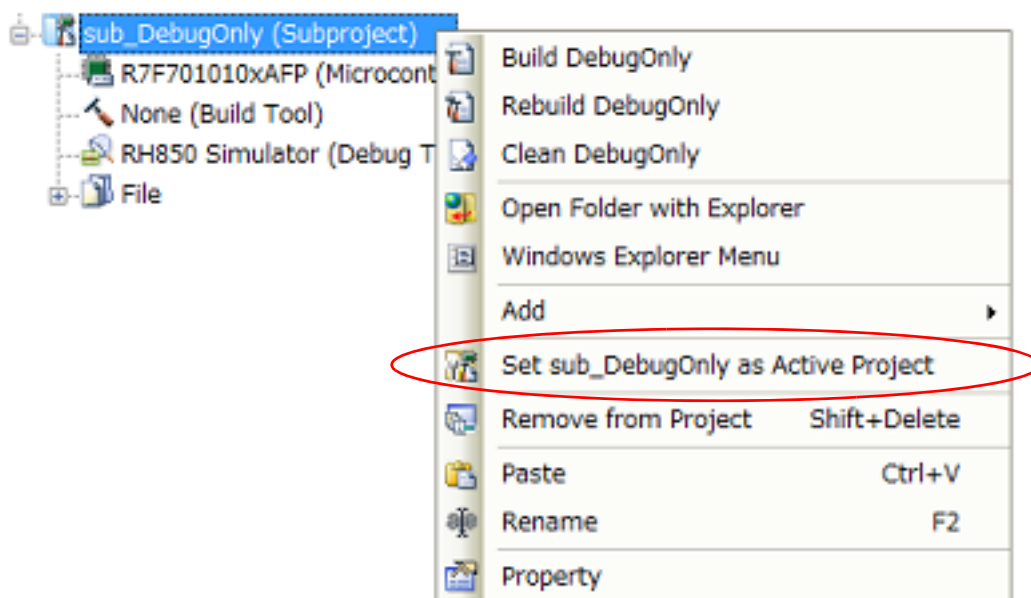 sub_DebugOnly (Subproject)
R7F701010xAFP (Microcont
None (Build Tool)
RH850 Simulator (Debug T
File
Build DebugOnly
Rebuild DebugOnly
Clean DebugOnly
Open Folder with Explorer
Windows Explorer Menu
Add
Set sub_DebugOnly as Active Project
Remove from Project Shift+Delete
Paste Ctrl+V
Rename F2
Property